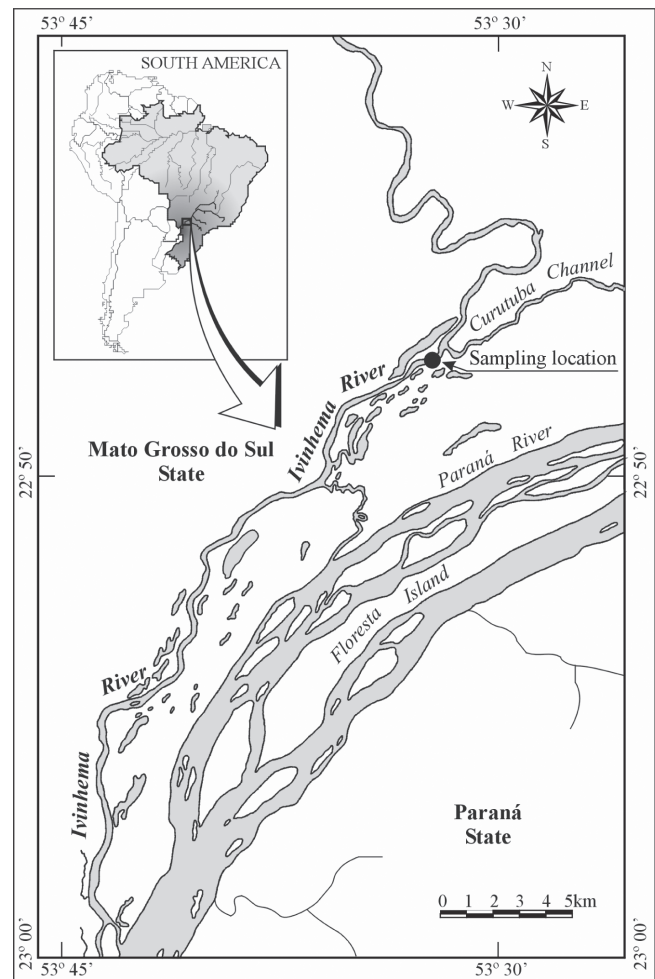 53° 45'
53° 30'
SOUTH AMERICA
N
W
E
S
Curutuba Channel
Sampling location
Ivinhema River
Mato Grosso do Sul
State
Paraná River
22° 50'
22° 50'
Floresta Island
River
Ivinhema
Paraná
State
0 1 2 3 4 5km
23° 00'
23° 00'
53° 45'
53° 30'